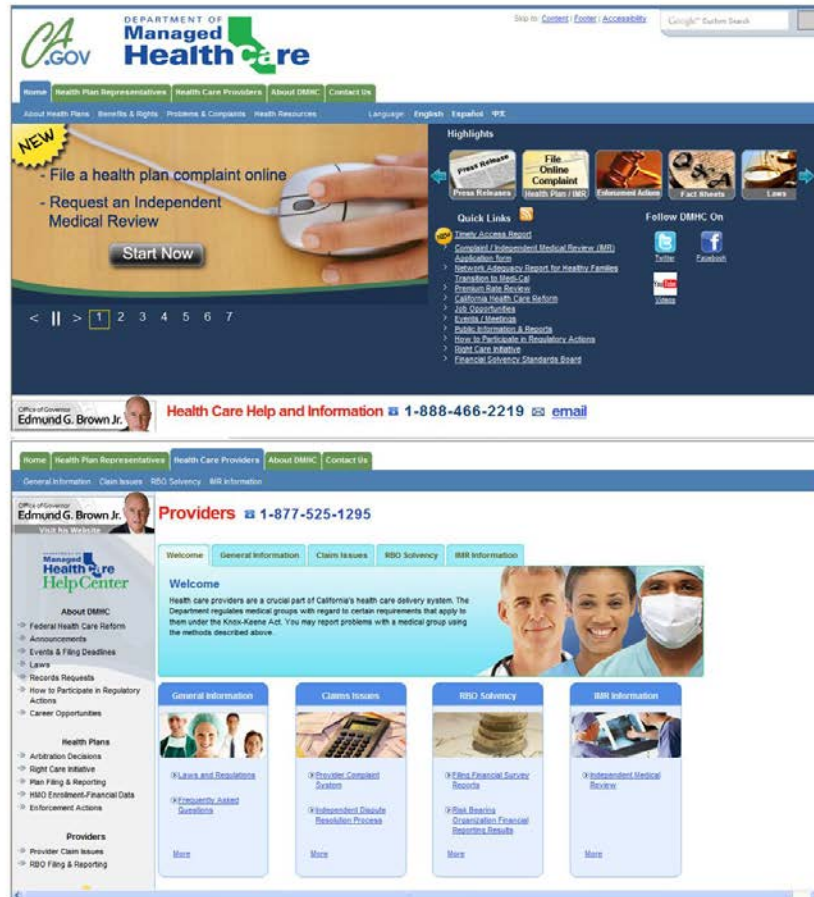 CA.GOV
DEPARTMENT OF
Managed
Health Care
Skip to: Content | Footer | Accessibility
Google™ Custom Search
Home Health Plan Representatives Health Care Providers About DMHC Contact Us
About Health Plans Benefits & Rights Problems & Complaints Health Resources Language: English Español 中文
NEW
- File a health plan complaint online
- Request an Independent
Medical Review
Start Now
< || > 1 2 3 4 5 6 7
Highlights
Press Release
Press Releases
File
Online
Complaint
Health Plan / IMR
Enforcement Actions
Fact Sheets
Laws
Quick Links
NEW
Timely Access Report
Complaint / Independent Medical Review (IMR)
Application form
Network Adequacy Report for Healthy Families
Transition to Medi-Cal
Premium Rate Review
California Health Care Reform
Job Opportunities
Events / Meetings
Public Information & Reports
How to Participate in Regulatory Actions
Right Care Initiative
Financial Solvency Standards Board
Follow DMHC On
Twitter Facebook
YouTube
Videos
Office of Governor
Edmund G. Brown Jr.
Health Care Help and Information 1-888-466-2219 email
Home Health Plan Representatives Health Care Providers About DMHC Contact Us
General Information Claim Issues RBO Solvency IMR Information
Office of Governor
Edmund G. Brown Jr.
Visit his Website
Providers 1-877-525-1295
DEPARTMENT OF
Managed
Health Care
HelpCenter
About DMHC
Federal Health Care Reform
Announcements
Events & Filing Deadlines
Laws
Records Requests
How to Participate in Regulatory
Actions
Career Opportunities
Health Plans
Arbitration Decisions
Right Care Initiative
Plan Filing & Reporting
HMO Enrollment-Financial Data
Enforcement Actions
Providers
Provider Claim Issues
RBO Filing & Reporting
Welcome General Information Claim Issues RBO Solvency IMR Information
Welcome
Health care providers are a crucial part of California's health care delivery system. The
Department regulates medical groups with regard to certain requirements that apply to
them under the Knox-Keene Act. You may report problems with a medical group using
the methods described above.
General Information
Laws and Regulations
Frequently Asked
Questions
More
Claims Issues
Provider Complaint
System
Independent Dispute
Resolution Process
More
RBO Solvency
Filing Financial Survey
Reports
Risk Bearing
Organization Financial
Reporting Results
More
IMR Information
Independent Medical
Review
More